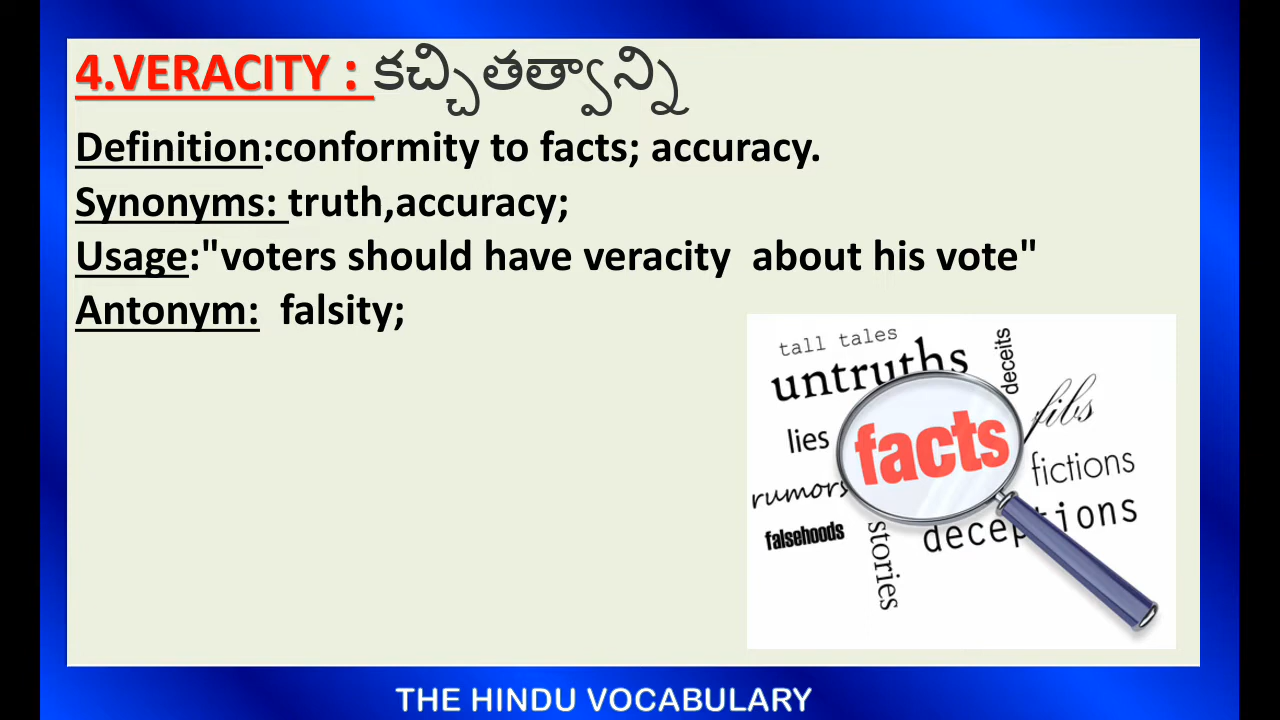 4.VERACITY : కచ్చితత్వాన్ని
Definition:conformity to facts; accuracy.
Synonyms: truth,accuracy;
Usage:"voters should have veracity  about his vote"
Antonym:  falsity;
tall tales
untruths
deceits
lies
facts
fibs
fictions
rumors
falsehoods
stories
deceptions
THE HINDU VOCABULARY